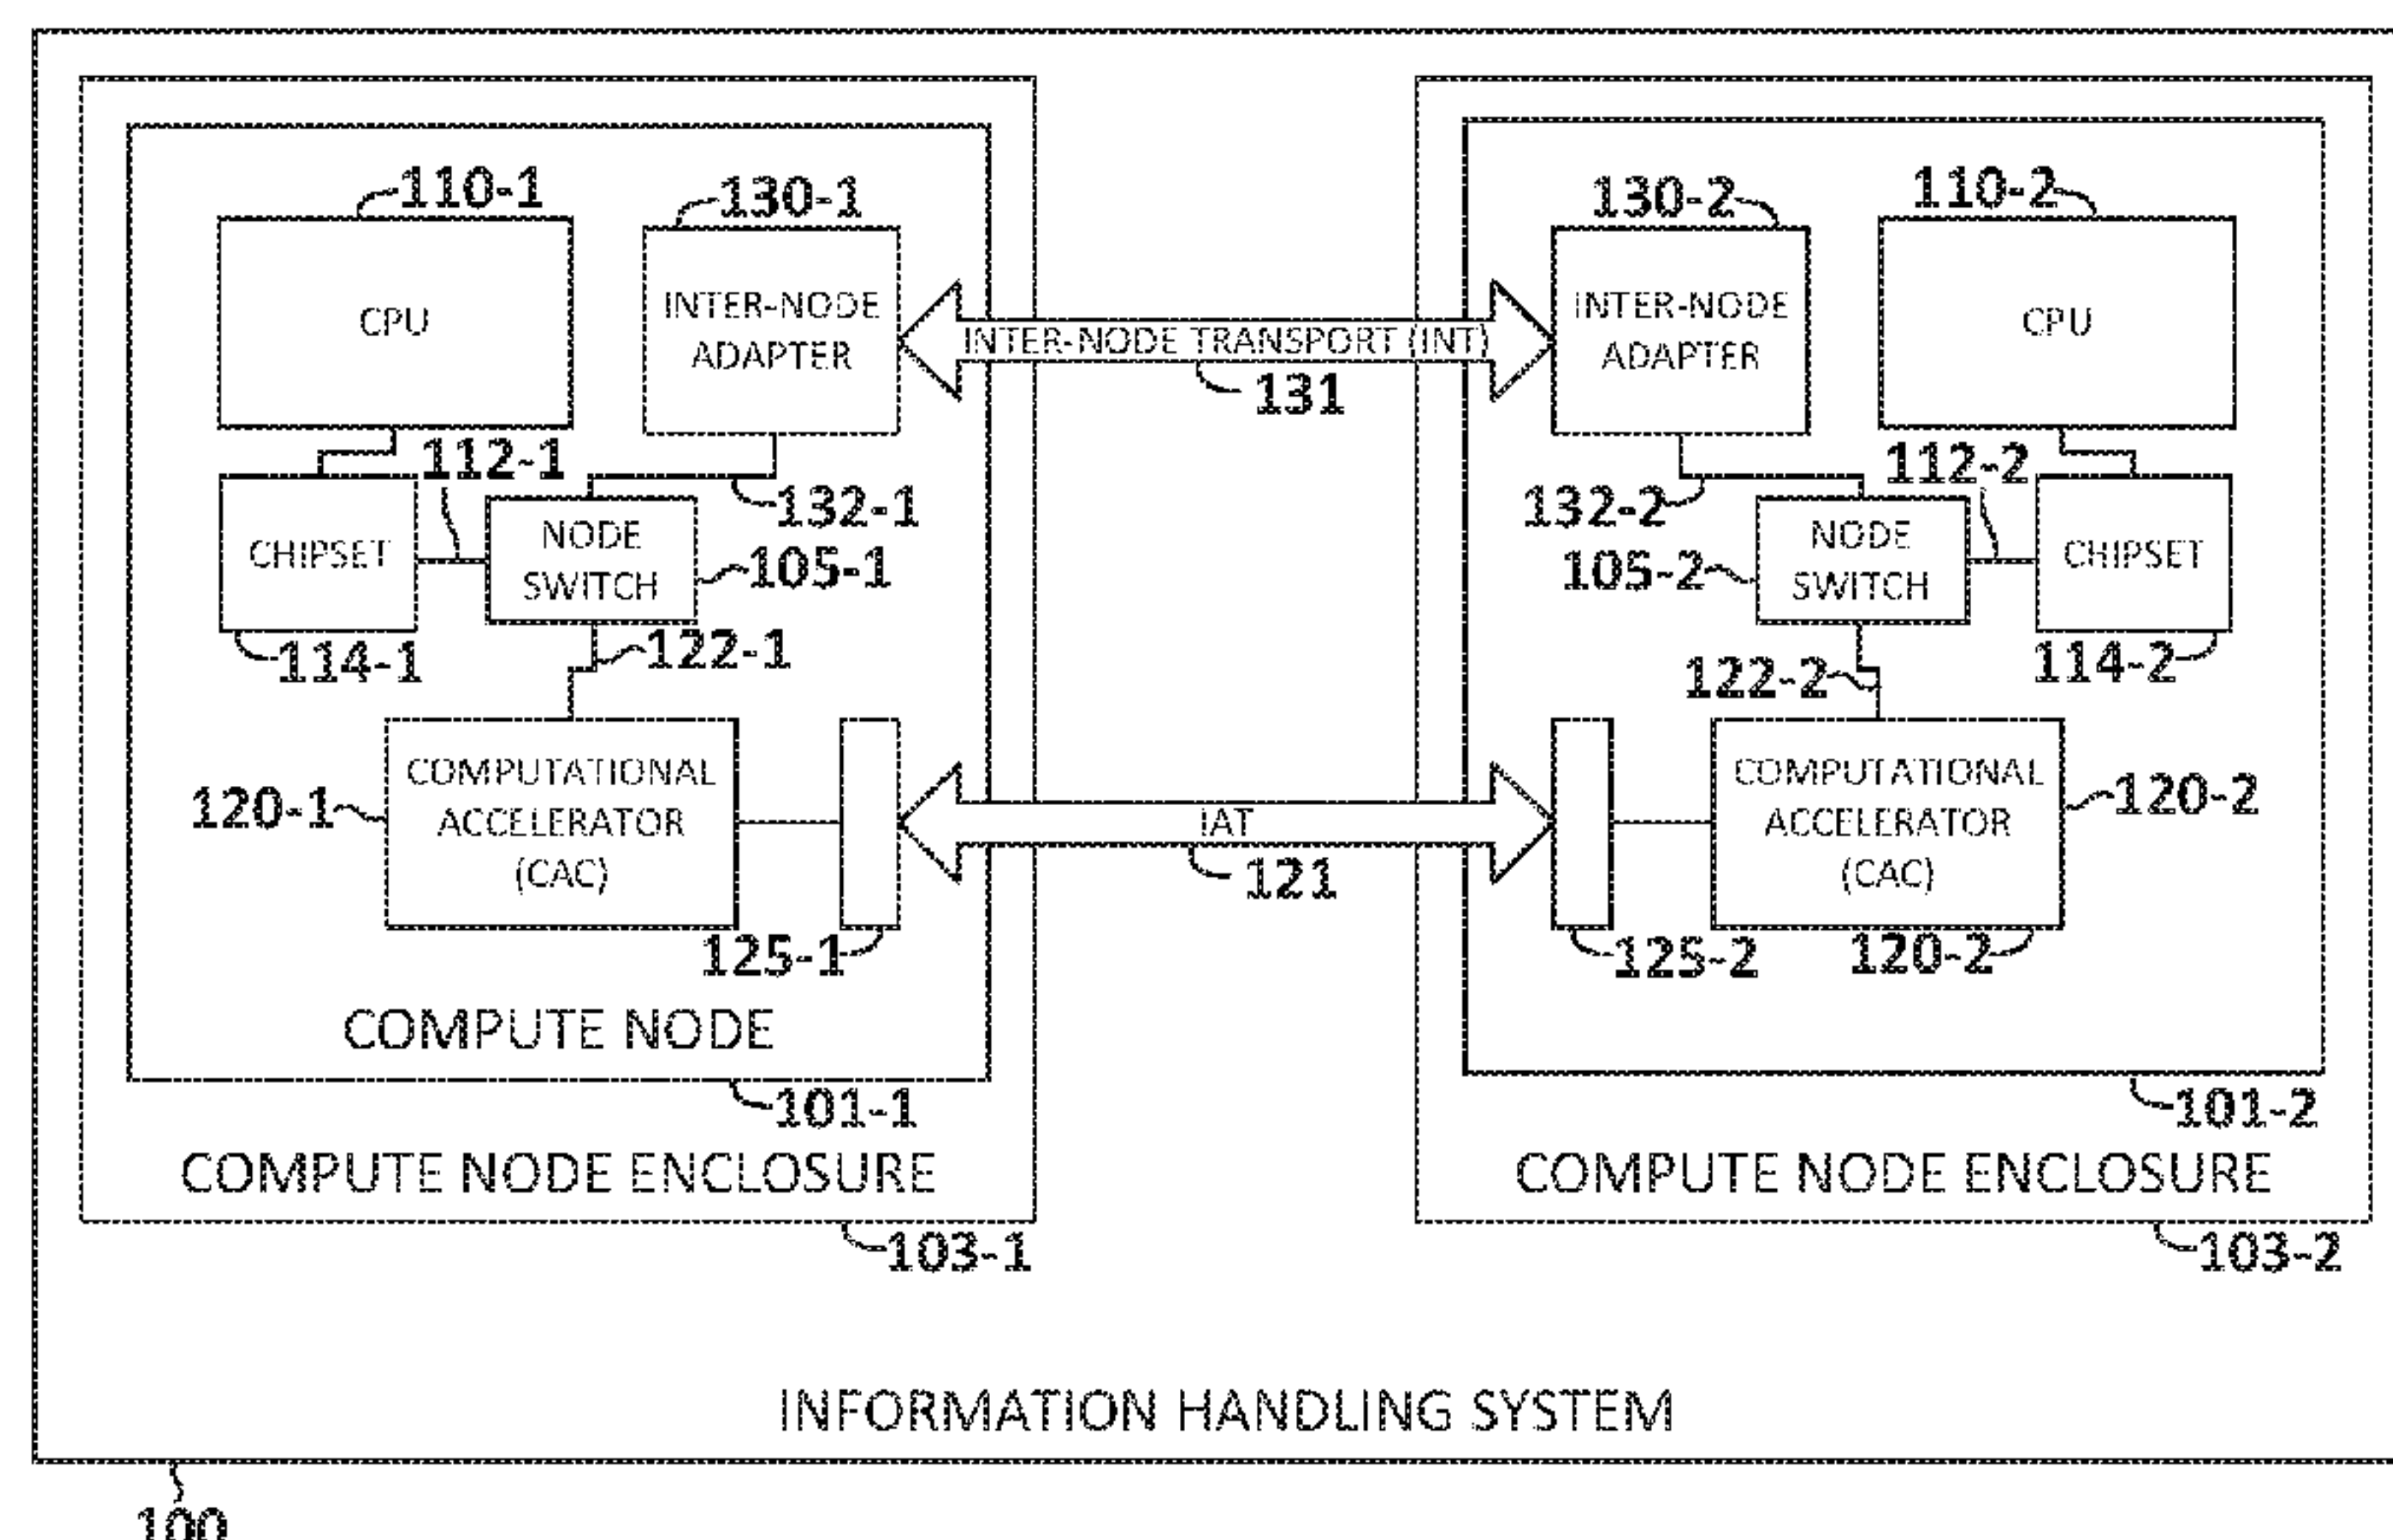 110-1
130-1
130-2
110-2
CPU
INTER-NODE
ADAPTER
INTER-NODE TRANSPORT (INT)
131
INTER-NODE
ADAPTER
CPU
112-1
132-1
132-2
112-2
CHIPSET
NODE
SWITCH
105-1
105-2
NODE
SWITCH
CHIPSET
114-1
122-1
122-2
114-2
120-1
COMPUTATIONAL
ACCELERATOR
(CAC)
125-1
IAT
121
COMPUTATIONAL
ACCELERATOR
(CAC)
120-2
125-2
120-2
COMPUTE NODE
101-1
101-2
COMPUTE NODE ENCLOSURE
COMPUTE NODE ENCLOSURE
103-1
103-2
INFORMATION HANDLING SYSTEM
100